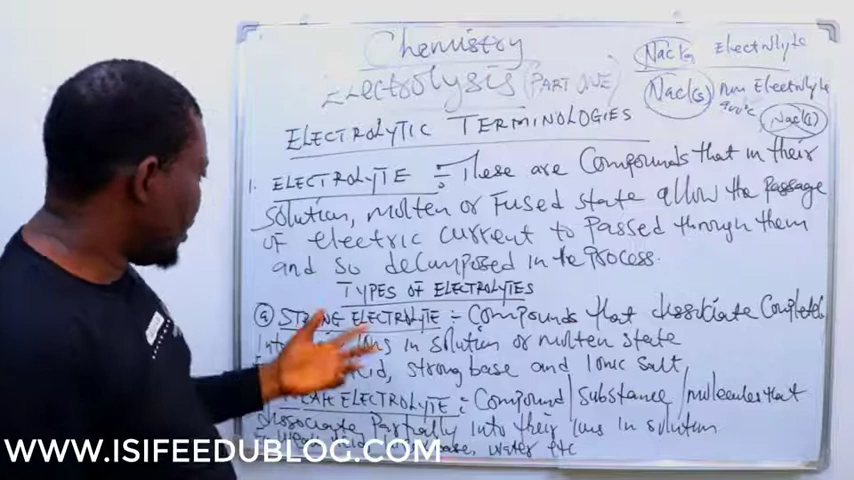 Chemistry
Electrolysis (PART ONE)
ELECTROLYTIC TERMINOLOGIES
Electrolyte
NaCl(s) non Electrolyte
900°C NaCl(l)
1. ELECTROLYTE :- These are Compounds that in their
Solution, molten or Fused state allow the passage
of electric current to Passed through them
and so decomposed in the Process.
TYPES OF ELECTROLYTES
(a) STRONG ELECTROLYTE :- Compounds that dissociate Completely
ions in solution or molten state
strong base and Ionic Salt,
ELECTROLYTE :- Compound/substance/molecules that
dissociate Partially into their Ions in solution
water etc
WWW.ISIFEEDUBLOG.COM